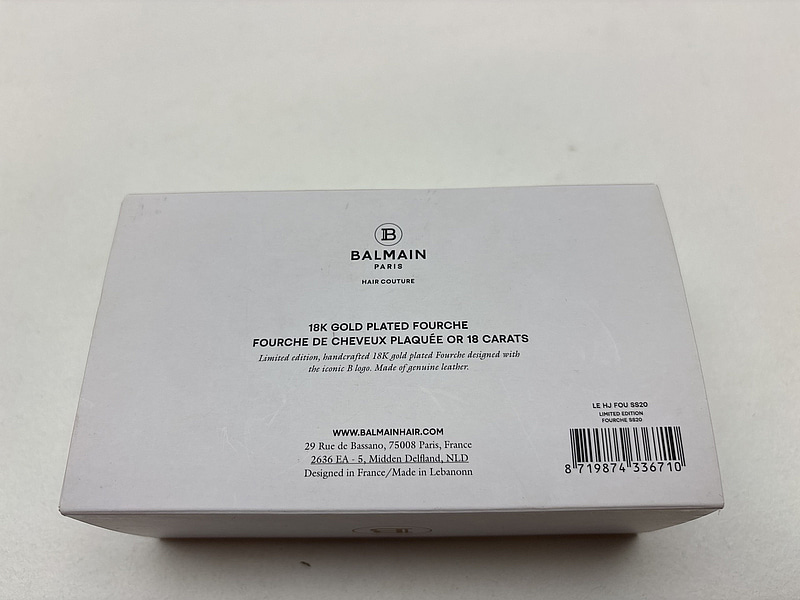 B
BALMAIN
PARIS
HAIR COUTURE
18K GOLD PLATED FOURCHE
FOURCHE DE CHEVEUX PLAQUÉE OR 18 CARATS
Limited edition, handcrafted 18K gold plated Fourche designed with
the iconic B logo. Made of genuine leather.
WWW.BALMAINHAIR.COM
29 Rue de Bassano, 75008 Paris, France
2636 EA - 5, Midden Delfland, NLD
Designed in France/Made in Lebanonn
LE HJ FOU SS20
LIMITED EDITION
FOURCHE SS20
8 719874 336710